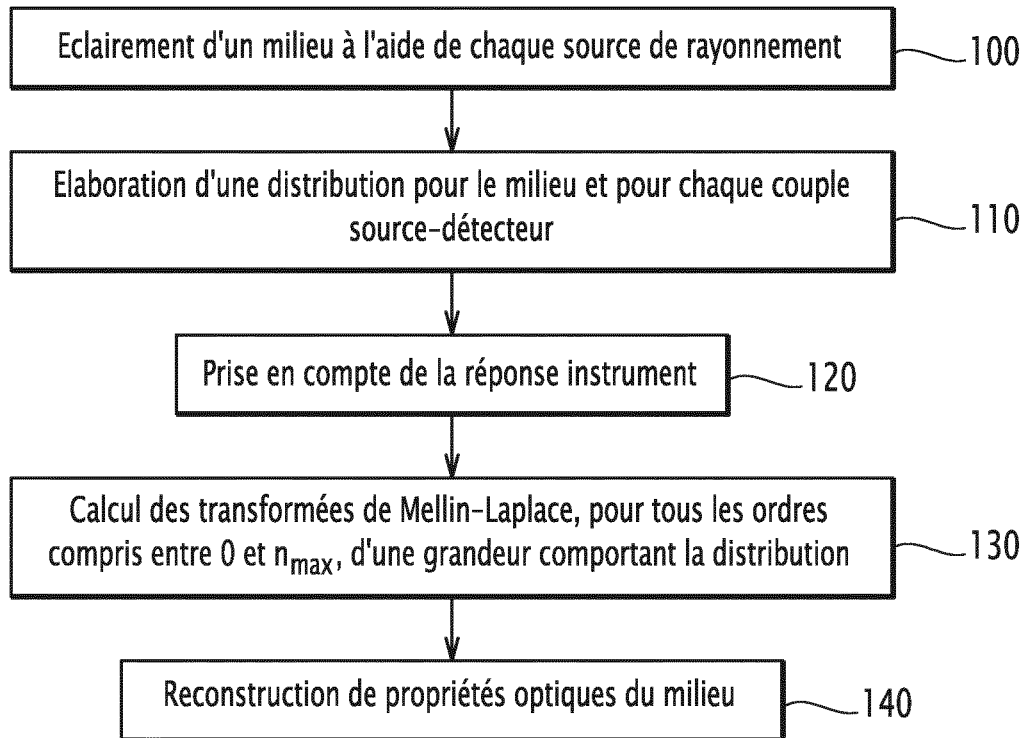 Eclairement d'un milieu à l'aide de chaque source de rayonnement
100
Elaboration d'une distribution pour le milieu et pour chaque couple
source-détecteur
110
Prise en compte de la réponse instrument
120
Calcul des transformées de Mellin-Laplace, pour tous les ordres
compris entre 0 et nmax, d'une grandeur comportant la distribution
130
Reconstruction de propriétés optiques du milieu
140